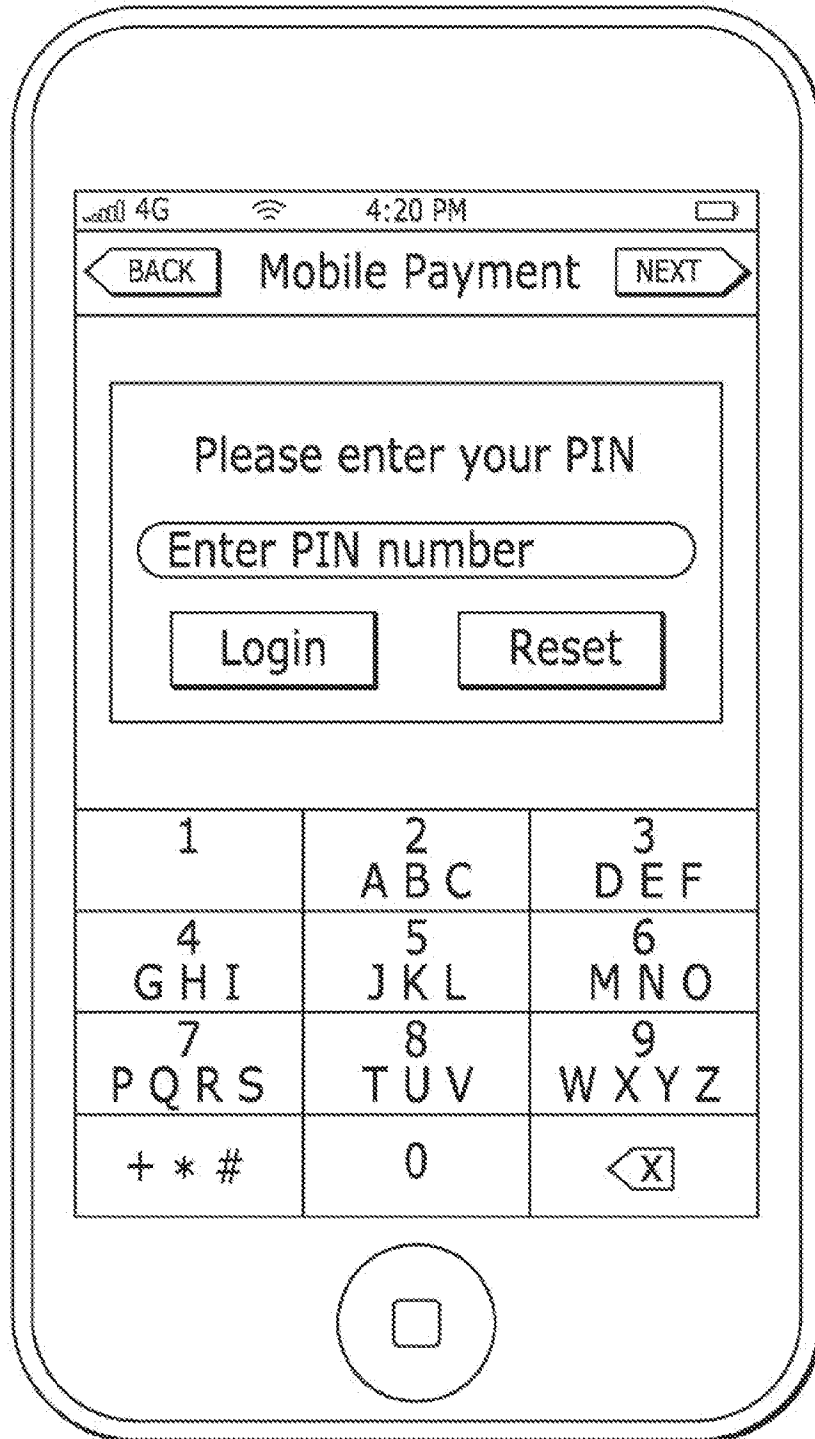 4G 4:20 PM
BACK Mobile Payment NEXT
Please enter your PIN
Enter PIN number
Login Reset
1 2 3
A B C D E F
4 5 6
G H I J K L M N O
7 8 9
P Q R S T U V W X Y Z
+ * # 0 X